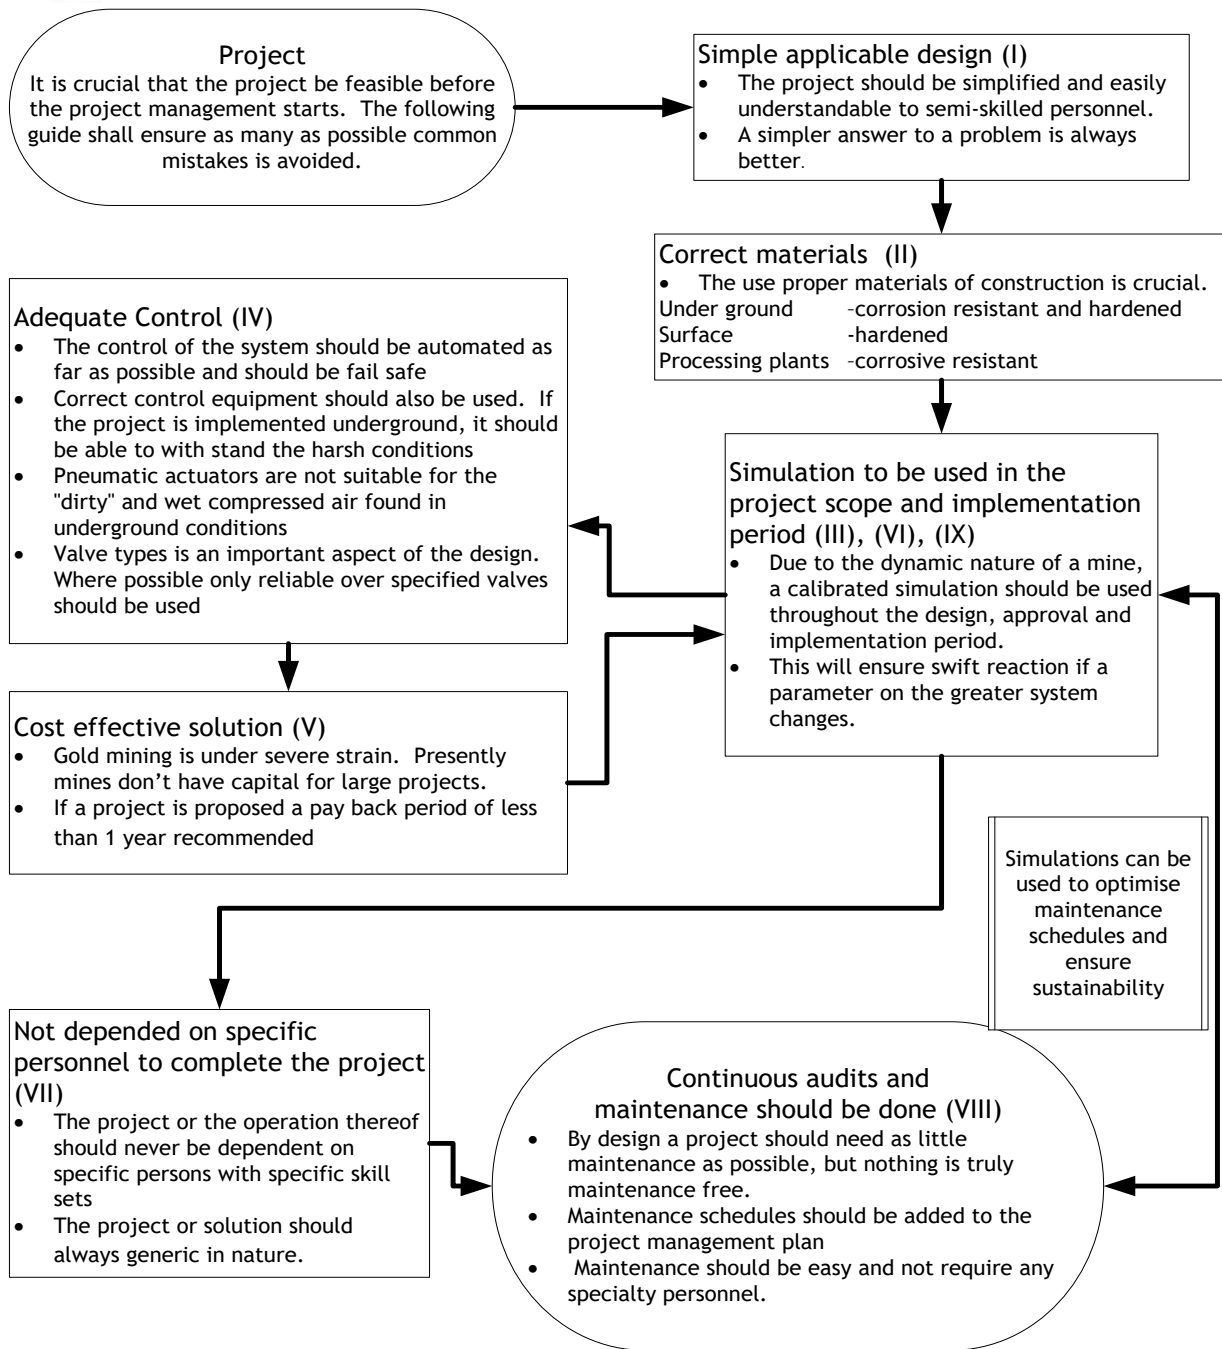 Project
It is crucial that the project be feasible before
the project management starts.  The following
guide shall ensure as many as possible common
mistakes is avoided.
Simple applicable design (I)
• The project should be simplified and easily
understandable to semi-skilled personnel.
• A simpler answer to a problem is always
better.
Correct materials  (II)
• The use proper materials of construction is crucial.
Under ground –corrosion resistant and hardened
Surface -hardened
Processing plants –corrosive resistant
Simulation to be used in the
project scope and implementation
period (III), (VI), (IX)
• Due to the dynamic nature of a mine,
a calibrated simulation should be used
throughout the design, approval and
implementation period.
• This will ensure swift reaction if a
parameter on the greater system
changes.
Adequate Control (IV)
• The control of the system should be automated as
far as possible and should be fail safe
• Correct control equipment should also be used.  If
the project is implemented underground, it should
be able to with stand the harsh conditions
• Pneumatic actuators are not suitable for the
"dirty" and wet compressed air found in
underground conditions
• Valve types is an important aspect of the design.
Where possible only reliable over specified valves
should be used
Cost effective solution (V)
• Gold mining is under severe strain.  Presently
mines don’t have capital for large projects.
• If a project is proposed a pay back period of less
than 1 year recommended
Simulations can be
used to optimise
maintenance
schedules and
ensure
sustainability
Not depended on specific
personnel to complete the project
(VII)
• The project or the operation thereof
should never be dependent on
specific persons with specific skill
sets
• The project or solution should
always generic in nature.
Continuous audits and
maintenance should be done (VIII)
• By design a project should need as little
maintenance as possible, but nothing is truly
maintenance free.
• Maintenance schedules should be added to the
project management plan
• Maintenance should be easy and not require any
specialty personnel.